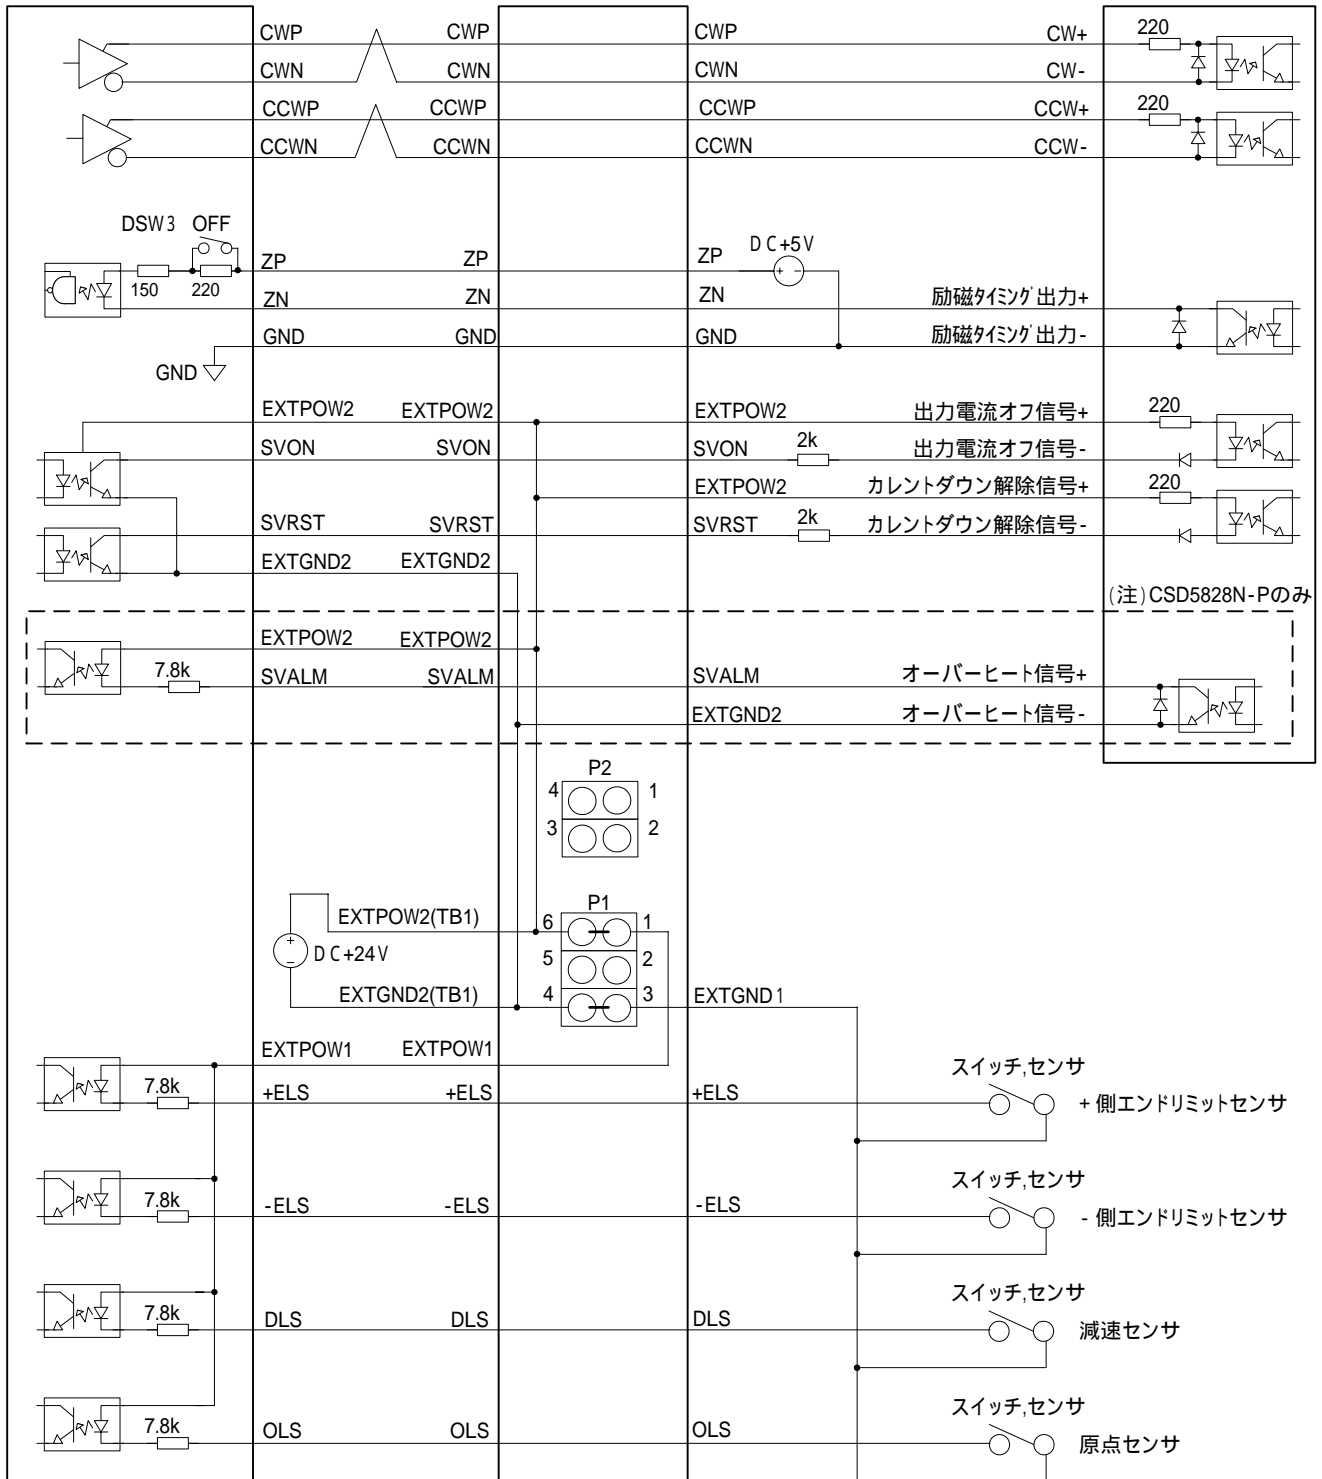 CWP CWP CWP CW+ 220
CWN CWN CWN CW-
CCWP CCWP CCWP CCW+ 220
CCWN CCWN CCWN CCW-
DSW3 OFF
ZP ZP ZP DC+5V
+ -
150 220
ZN ZN ZN 励磁タイミング出力+
GND GND GND 励磁タイミング出力-
GND
EXTPOW2 EXTPOW2 EXTPOW2 出力電流オフ信号+ 220
SVON SVON SVON 2k 出力電流オフ信号-
EXTPOW2 カレントダウン解除信号+ 220
SVRST SVRST SVRST 2k カレントダウン解除信号-
EXTGND2 EXTGND2
(注)CSD5828N-Pのみ
EXTPOW2 EXTPOW2
7.8k SVALM SVALM SVALM オーバーヒート信号+
EXTGND2 オーバーヒート信号-
P2
4 1
3 2
P1
EXTPOW2(TB1) 6 1
+
-
DC+24V 5 2
EXTGND2(TB1) 4 3 EXTGND1
EXTPOW1 EXTPOW1
スイッチ,センサ
7.8k +ELS +ELS +ELS +側エンドリミットセンサ
スイッチ,センサ
7.8k -ELS -ELS -ELS -側エンドリミットセンサ
スイッチ,センサ
7.8k DLS DLS DLS 減速センサ
スイッチ,センサ
7.8k OLS OLS OLS 原点センサ